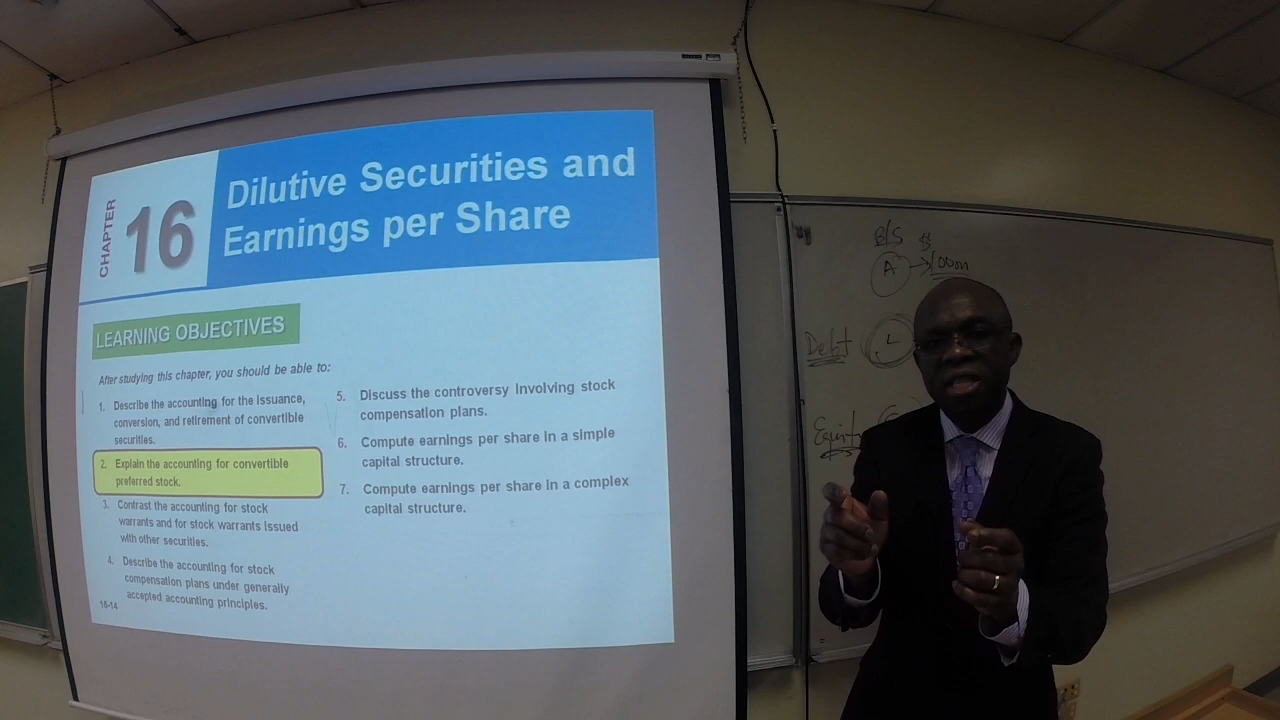 CHAPTER
16
Dilutive Securities and
Earnings per Share
LEARNING OBJECTIVES
After studying this chapter, you should be able to:
1. Describe the accounting for the issuance,
conversion, and retirement of convertible
securities.
2. Explain the accounting for convertible
preferred stock.
3. Contrast the accounting for stock
warrants and for stock warrants issued
with other securities.
4. Describe the accounting for stock
compensation plans under generally
accepted accounting principles.
16-14
5. Discuss the controversy involving stock
compensation plans.
6. Compute earnings per share in a simple
capital structure.
7. Compute earnings per share in a complex
capital structure.
B/S $
A → 100m
Debt L
Equity